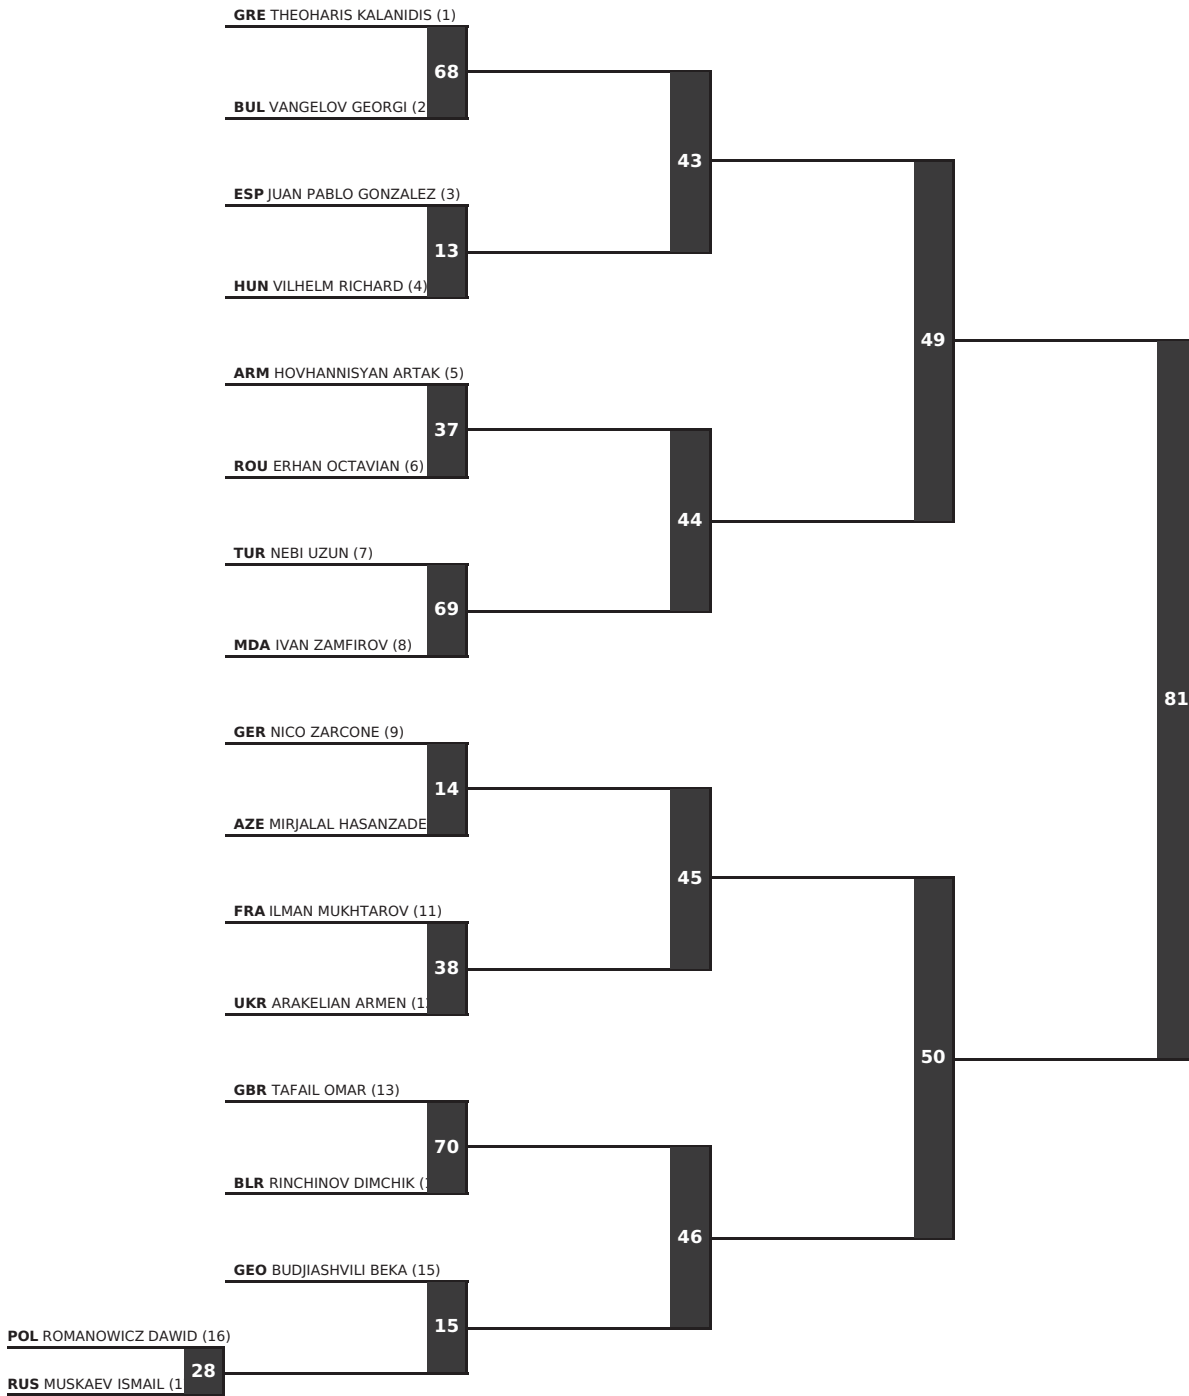 GRE THEOHARIS KALANIDIS (1)
68
BUL VANGELOV GEORGI (2
43
ESP JUAN PABLO GONZALEZ (3)
13
HUN VILHELM RICHARD (4)
49
ARM HOVHANNISYAN ARTAK (5)
37
ROU ERHAN OCTAVIAN (6)
44
TUR NEBI UZUN (7)
69
MDA IVAN ZAMFIROV (8)
81
GER NICO ZARCONE (9)
14
AZE MIRJALAL HASANZADE
45
FRA ILMAN MUKHTAROV (11)
38
UKR ARAKELIAN ARMEN (12
50
GBR TAFAIL OMAR (13)
70
BLR RINCHINOV DIMCHIK (1
46
GEO BUDJIASHVILI BEKA (15)
15
POL ROMANOWICZ DAWID (16)
28
RUS MUSKAEV ISMAIL (1